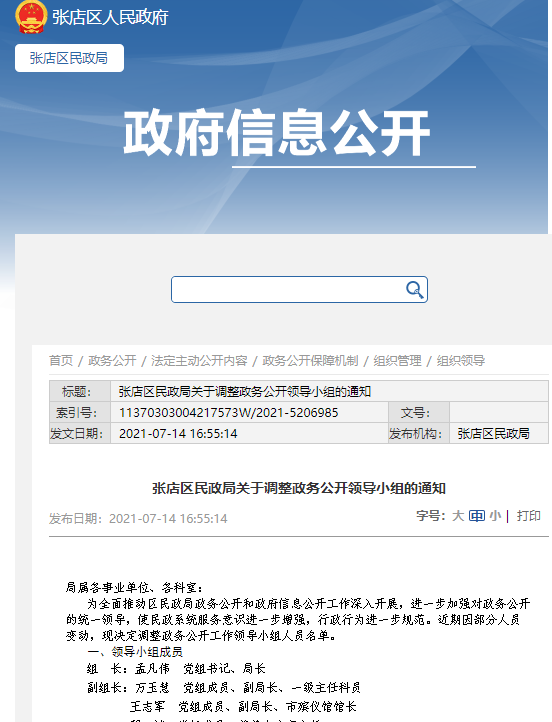 张店区人民政府
张店区民政局
政府信息公开
首页 / 政务公开 / 法定主动公开内容 / 政务公开保障机制 / 组织管理 / 组织领导
标题： 张店区民政局关于调整政务公开领导小组的通知
索引号： 11370303004217573W/2021-5206985 文号：
发文日期： 2021-07-14 16:55:14 发布机构： 张店区民政局
张店区民政局关于调整政务公开领导小组的通知
发布日期：2021-07-14 16:55:14 字号：大 中 小 | 打印
局属各事业单位、各科室：
为全面推动区民政局政务公开和政府信息公开工作深入开展，进一步加强对政务公开
的统一领导，使民政系统服务意识进一步增强，行政行为进一步规范。近期因部分人员
变动，现决定调整政务公开工作领导小组人员名单。
一、领导小组成员
组 长：孟凡伟 党组书记、局长
副组长：万玉慧 党组成员、副局长、一级主任科员
王志军 党组成员、副局长、市殡仪馆馆长